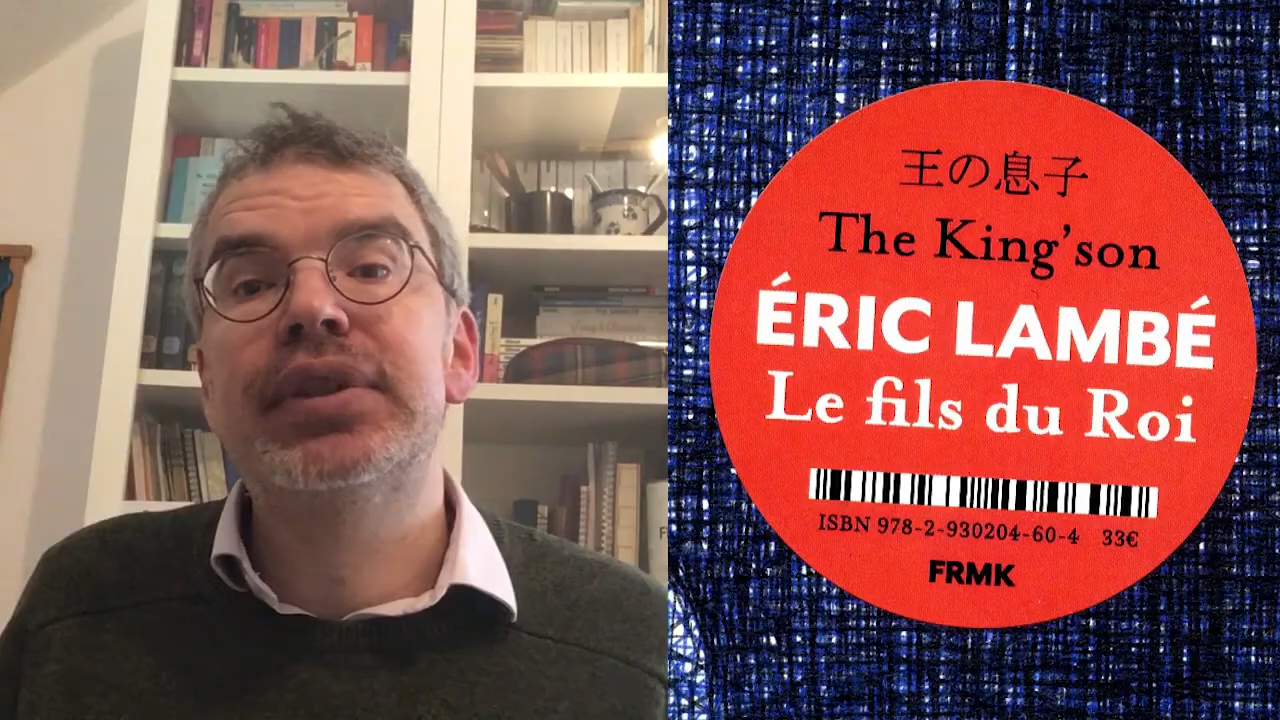 王の息子
The King'son
ÉRIC LAMBÉ
Le fils du Roi
ISBN 978-2-930204-60-4 33€
FRMK